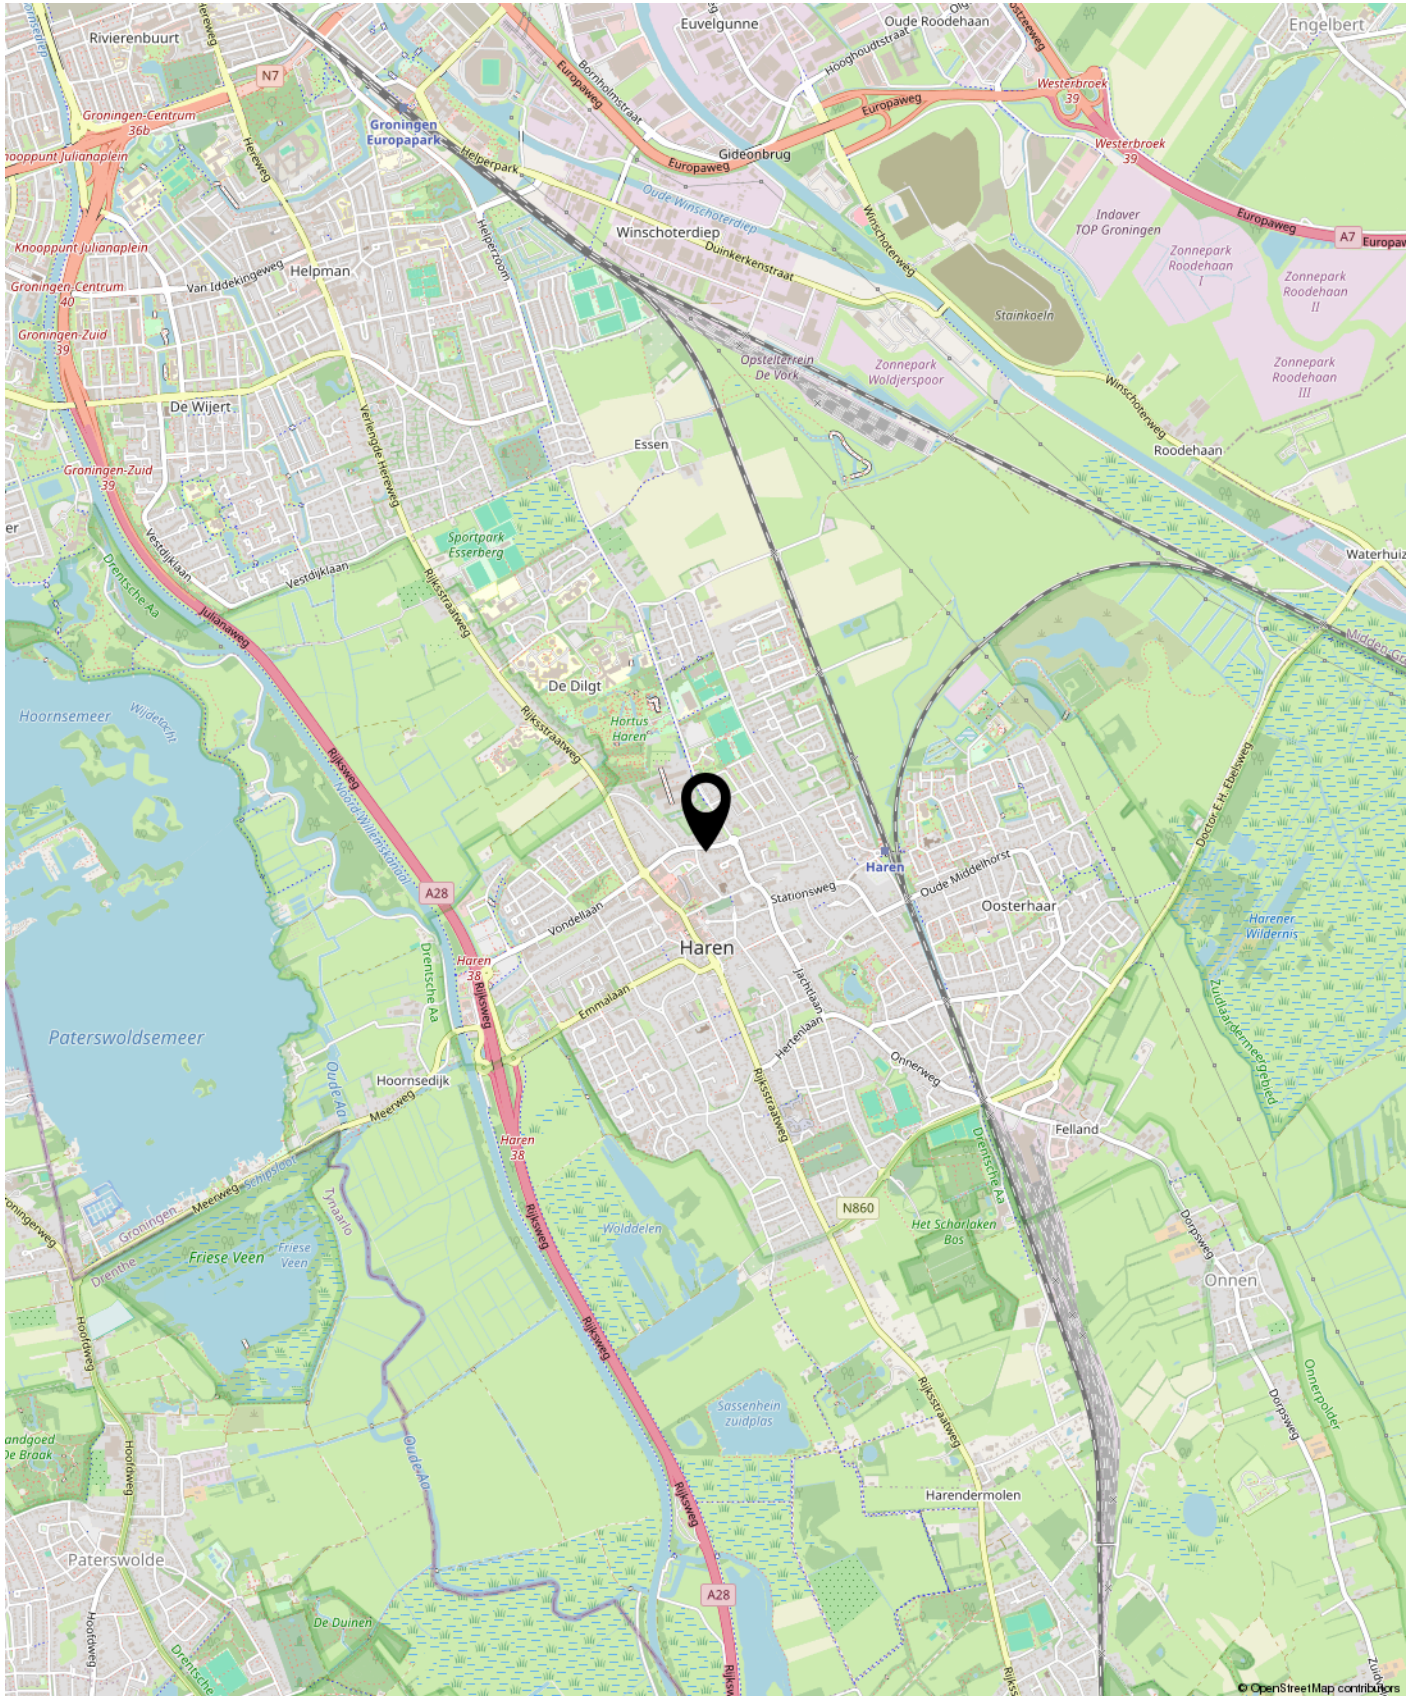 Rivierenbuurt
Hereweg
N7
Groningen-Centrum
36b
Knooppunt Julianaplein
Knooppunt Julianaplein
Groningen-Centrum
40
Groningen-Zuid
39
Groningen
Europapark
Hereweg
Helperpark
Helperzoom
Van Iddekingeweg
Helpman
De Wijert
Verlengde Hereweg
Groningen-Zuid
39
Euvelgunne
Oude Roodehaan
Engelbert
Bornholmstraat
Europaweg
Hooghoudtstraat
Europaweg
Westerbroek
39
Westerbroek
39
Gideonbrug
Europaweg
Oude Winschoterdiep
Winschoterdiep
Duinkerkenstraat
Winschoterweg
Indaver
TOP Groningen
Europaweg
A7
Zonnepark
Roodehaan
I
Zonnepark
Roodehaan
II
Zonnepark
Roodehaan
III
Stainkoeln
Opstelterrein
De Vork
Zonnepark
Woldjerspoor
Winschoterweg
Roodehaan
Essen
Vestdijklaan
Vestdijklaan
Drentsche Aa
Julianaweg
Sportpark
Esserberg
Rijksstraatweg
De Dilgt
Hortus
Haren
Rijksstraatweg
Hoornsemeer
Wijdetocht
Rijksweg
Noord-Willemskanaal
A28
Vondellaan
Stationsweg
Haren
Oude Middelhorst
Oosterhaar
Doctor E.H. Ebelsweg
Harener
Wildernis
Zuidlaardermeergebied
Haren
Haren
38
Rijksweg
Drentsche Aa
Emmalaan
Jachtlaan
Hertenlaan
Onnerweg
Paterswoldsemeer
Oude Aa
Hoornsedijk
Meerweg
Haren
38
Rijksstraatweg
Felland
Drentsche Aa
N860
Het Scharlaken
Bos
Dorpsweg
Onnen
Dorpsweg
Onnerpolder
Meerweg
Schipsloot
Groningen
Drenthe
Tynaarlo
Friese Veen
Friese
Veen
Hoofdweg
Hoofdweg
Rijksweg
Wolddelen
Rijksweg
Sassenhein
zuidplas
Rijksstraatweg
Harendermolen
Oude Aa
Rijksweg
A28
Paterswolde
De Duinen
Hoofdweg
Drentsche
© OpenStreetMap contributors